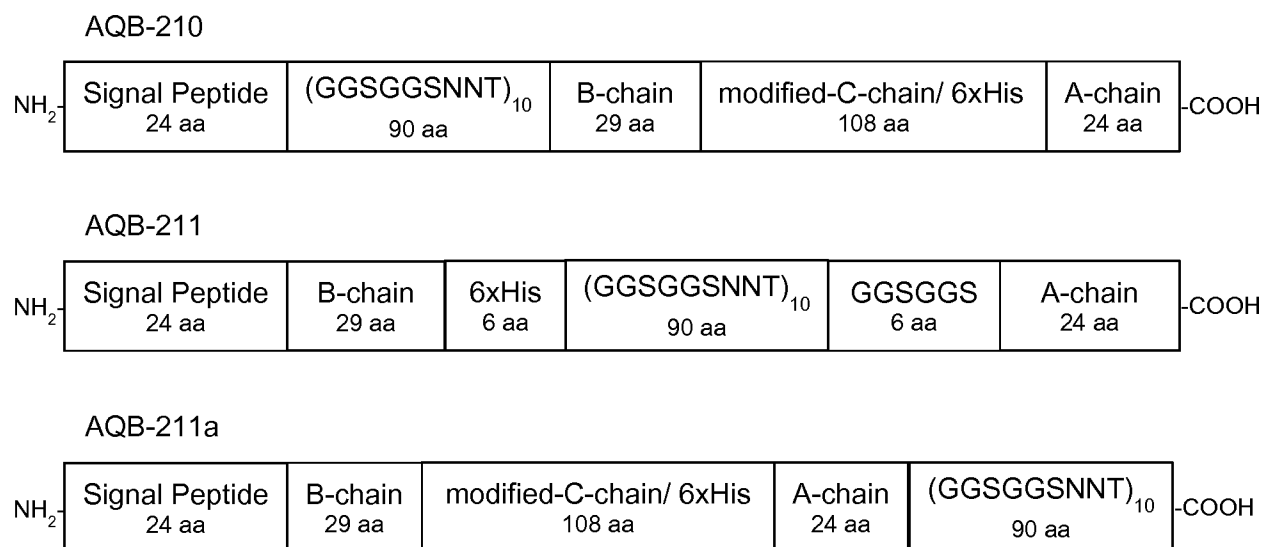 AQB-210
NH2- Signal Peptide (GGSGGSNNT)10 B-chain modified-C-chain/ 6xHis A-chain -COOH
24 aa 90 aa 29 aa 108 aa 24 aa
AQB-211
NH2- Signal Peptide B-chain 6xHis (GGSGGSNNT)10 GGSGGS A-chain -COOH
24 aa 29 aa 6 aa 90 aa 6 aa 24 aa
AQB-211a
NH2- Signal Peptide B-chain modified-C-chain/ 6xHis A-chain (GGSGGSNNT)10 -COOH
24 aa 29 aa 108 aa 24 aa 90 aa